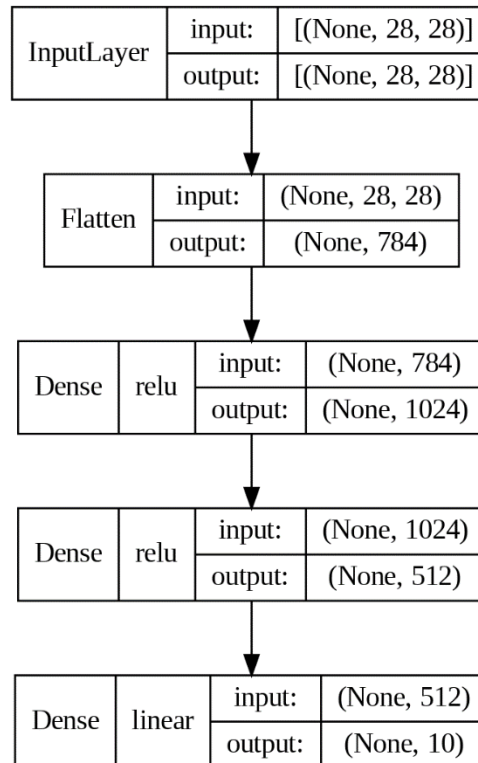 InputLayer input: [(None, 28, 28)]
output: [(None, 28, 28)]
Flatten input: (None, 28, 28)
output: (None, 784)
Dense relu input: (None, 784)
output: (None, 1024)
Dense relu input: (None, 1024)
output: (None, 512)
Dense linear input: (None, 512)
output: (None, 10)